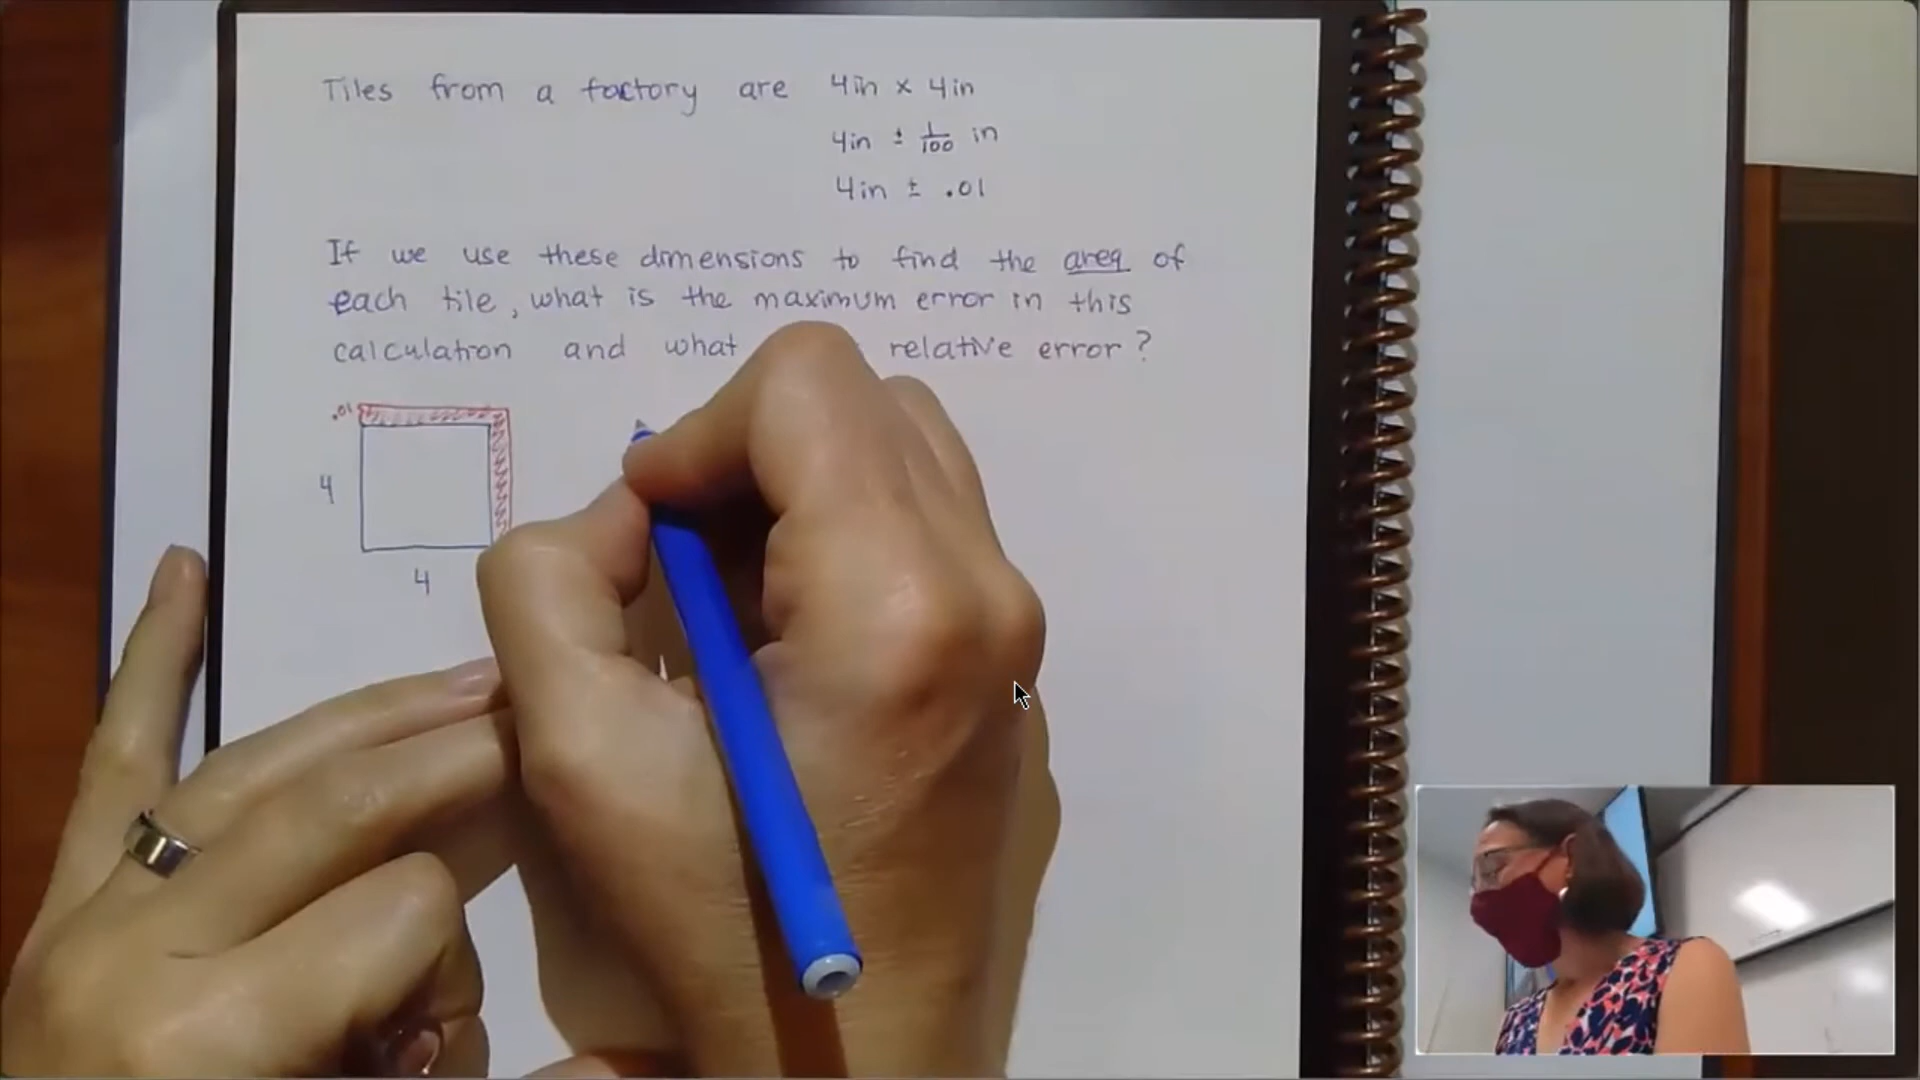 Tiles from a factory are 4in × 4in
4in ± 1/100 in
4in ± .01
If we use these dimensions to find the area of
each tile, what is the maximum error in this
calculation and what relative error?
.01
4
4